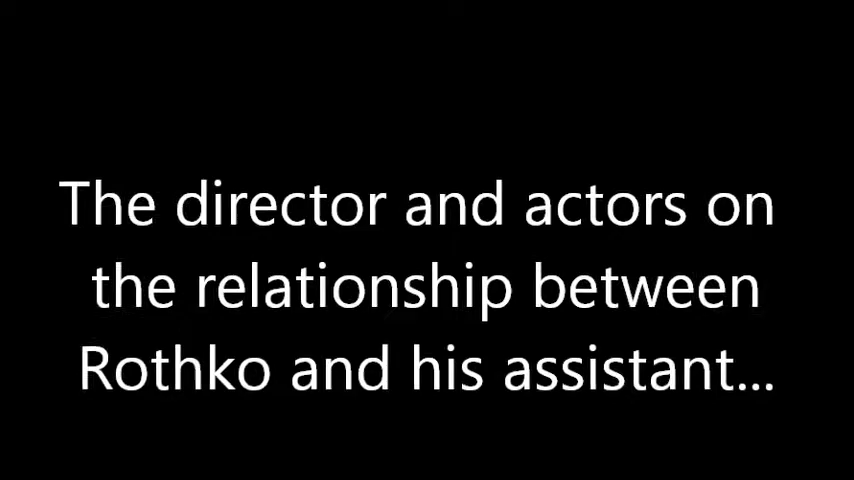 The director and actors on
the relationship between
Rothko and his assistant...